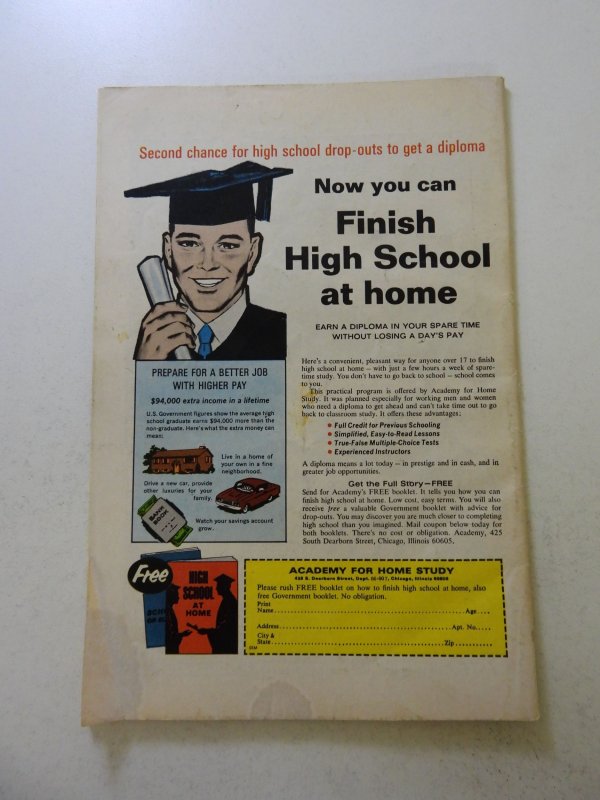 Second chance for high school drop-outs to get a diploma
Now you can
Finish
High School
at home
EARN A DIPLOMA IN YOUR SPARE TIME
WITHOUT LOSING A DAY'S PAY
PREPARE FOR A BETTER JOB
WITH HIGHER PAY
$94,000 extra income in a lifetime
U.S. Government figures show the average high
school graduate earns $94,000 more than the
non-graduate. Here's what the extra money can
mean:
Live in a home of
your own in a fine
neighborhood.
Drive a new car, provide
other luxuries for your
family.
BANK
BOOK
Watch your savings account
grow.
Here's a convenient, pleasant way for anyone over 17 to finish
high school at home — with just a few hours a week of spare-
time study. You don't have to go back to school — school comes
to you.
This practical program is offered by Academy for Home
Study. It was planned especially for working men and women
who need a diploma to get ahead and can't take time out to go
back to classroom study. It offers these advantages:
• Full Credit for Previous Schooling
• Simplified, Easy-to-Read Lessons
• True-False Multiple-Choice Tests
• Experienced Instructors
A diploma means a lot today — in prestige and in cash, and in
greater job opportunities.
Get the Full Story—FREE
Send for Academy's FREE booklet. It tells you how you can
finish high school at home. Low cost, easy terms. You will also
receive free a valuable Government booklet with advice for
drop-outs. You may discover you are much closer to completing
high school than you imagined. Mail coupon below today for
both booklets. There's no cost or obligation. Academy, 425
South Dearborn Street, Chicago, Illinois 60605.
Free
HIGH
SCHOOL
AT
HOME
ACADEMY FOR HOME STUDY
Chicago, Illinois 60605
Please rush FREE booklet on how to finish high school at home, also
free Government booklet. No obligation.
Print
Name Age
Address Apt. No.
City &
State Zip